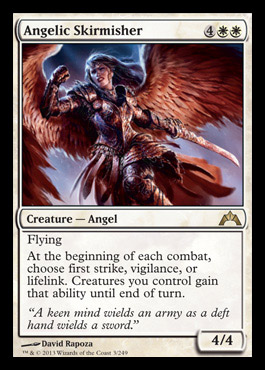 Angelic Skirmisher 4
Creature — Angel
Flying
At the beginning of each combat,
choose first strike, vigilance, or
lifelink. Creatures you control gain
that ability until end of turn.
“A keen mind wields an army as a deft
hand wields a sword.”
David Rapoza
4/4
™ & © 2013 Wizards of the Coast 3/249